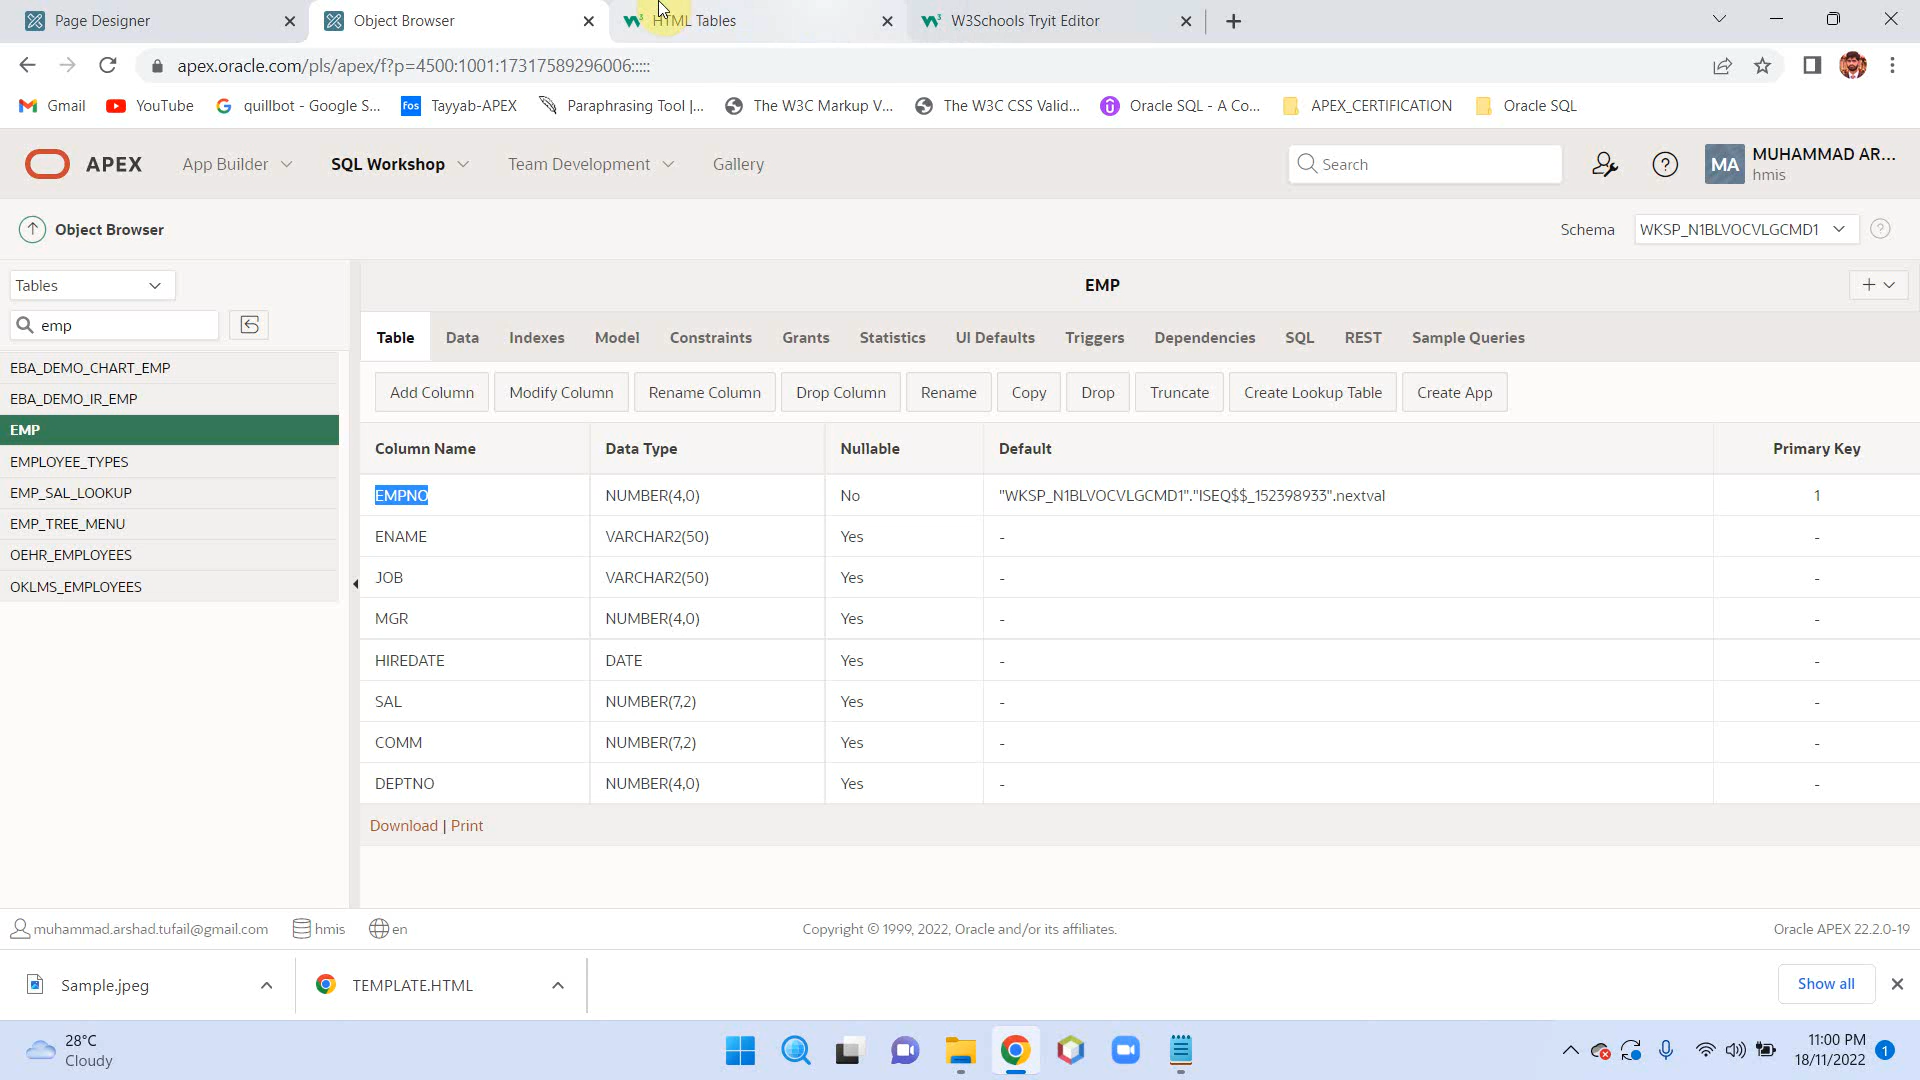 Page Designer
Object Browser
HTML Tables
W3Schools Tryit Editor
apex.oracle.com/pls/apex/f?p=4500:1001:17317589296006:::::
Gmail
YouTube
quillbot - Google S...
fos Tayyab-APEX
Paraphrasing Tool |...
The W3C Markup V...
The W3C CSS Valid...
Oracle SQL - A Co...
APEX_CERTIFICATION
Oracle SQL
APEX
App Builder
SQL Workshop
Team Development
Gallery
Search
MA
MUHAMMAD AR...
hmis
Object Browser
Schema
WKSP_N1BLVOCVLGCMD1
Tables
emp
EBA_DEMO_CHART_EMP
EBA_DEMO_IR_EMP
EMP
EMPLOYEE_TYPES
EMP_SAL_LOOKUP
EMP_TREE_MENU
OEHR_EMPLOYEES
OKLMS_EMPLOYEES
EMP
Table Data Indexes Model Constraints Grants Statistics UI Defaults Triggers Dependencies SQL REST Sample Queries
Add Column Modify Column Rename Column Drop Column Rename Copy Drop Truncate Create Lookup Table Create App
Column Name Data Type Nullable Default Primary Key
EMPNO NUMBER(4,0) No "WKSP_N1BLVOCVLGCMD1"."ISEQ$$_152398933".nextval 1
ENAME VARCHAR2(50) Yes - -
JOB VARCHAR2(50) Yes - -
MGR NUMBER(4,0) Yes - -
HIREDATE DATE Yes - -
SAL NUMBER(7,2) Yes - -
COMM NUMBER(7,2) Yes - -
DEPTNO NUMBER(4,0) Yes - -
Download | Print
muhammad.arshad.tufail@gmail.com
hmis
en
Copyright © 1999, 2022, Oracle and/or its affiliates.
Oracle APEX 22.2.0-19
Sample.jpeg
TEMPLATE.HTML
Show all
28°C
Cloudy
11:00 PM
18/11/2022
1